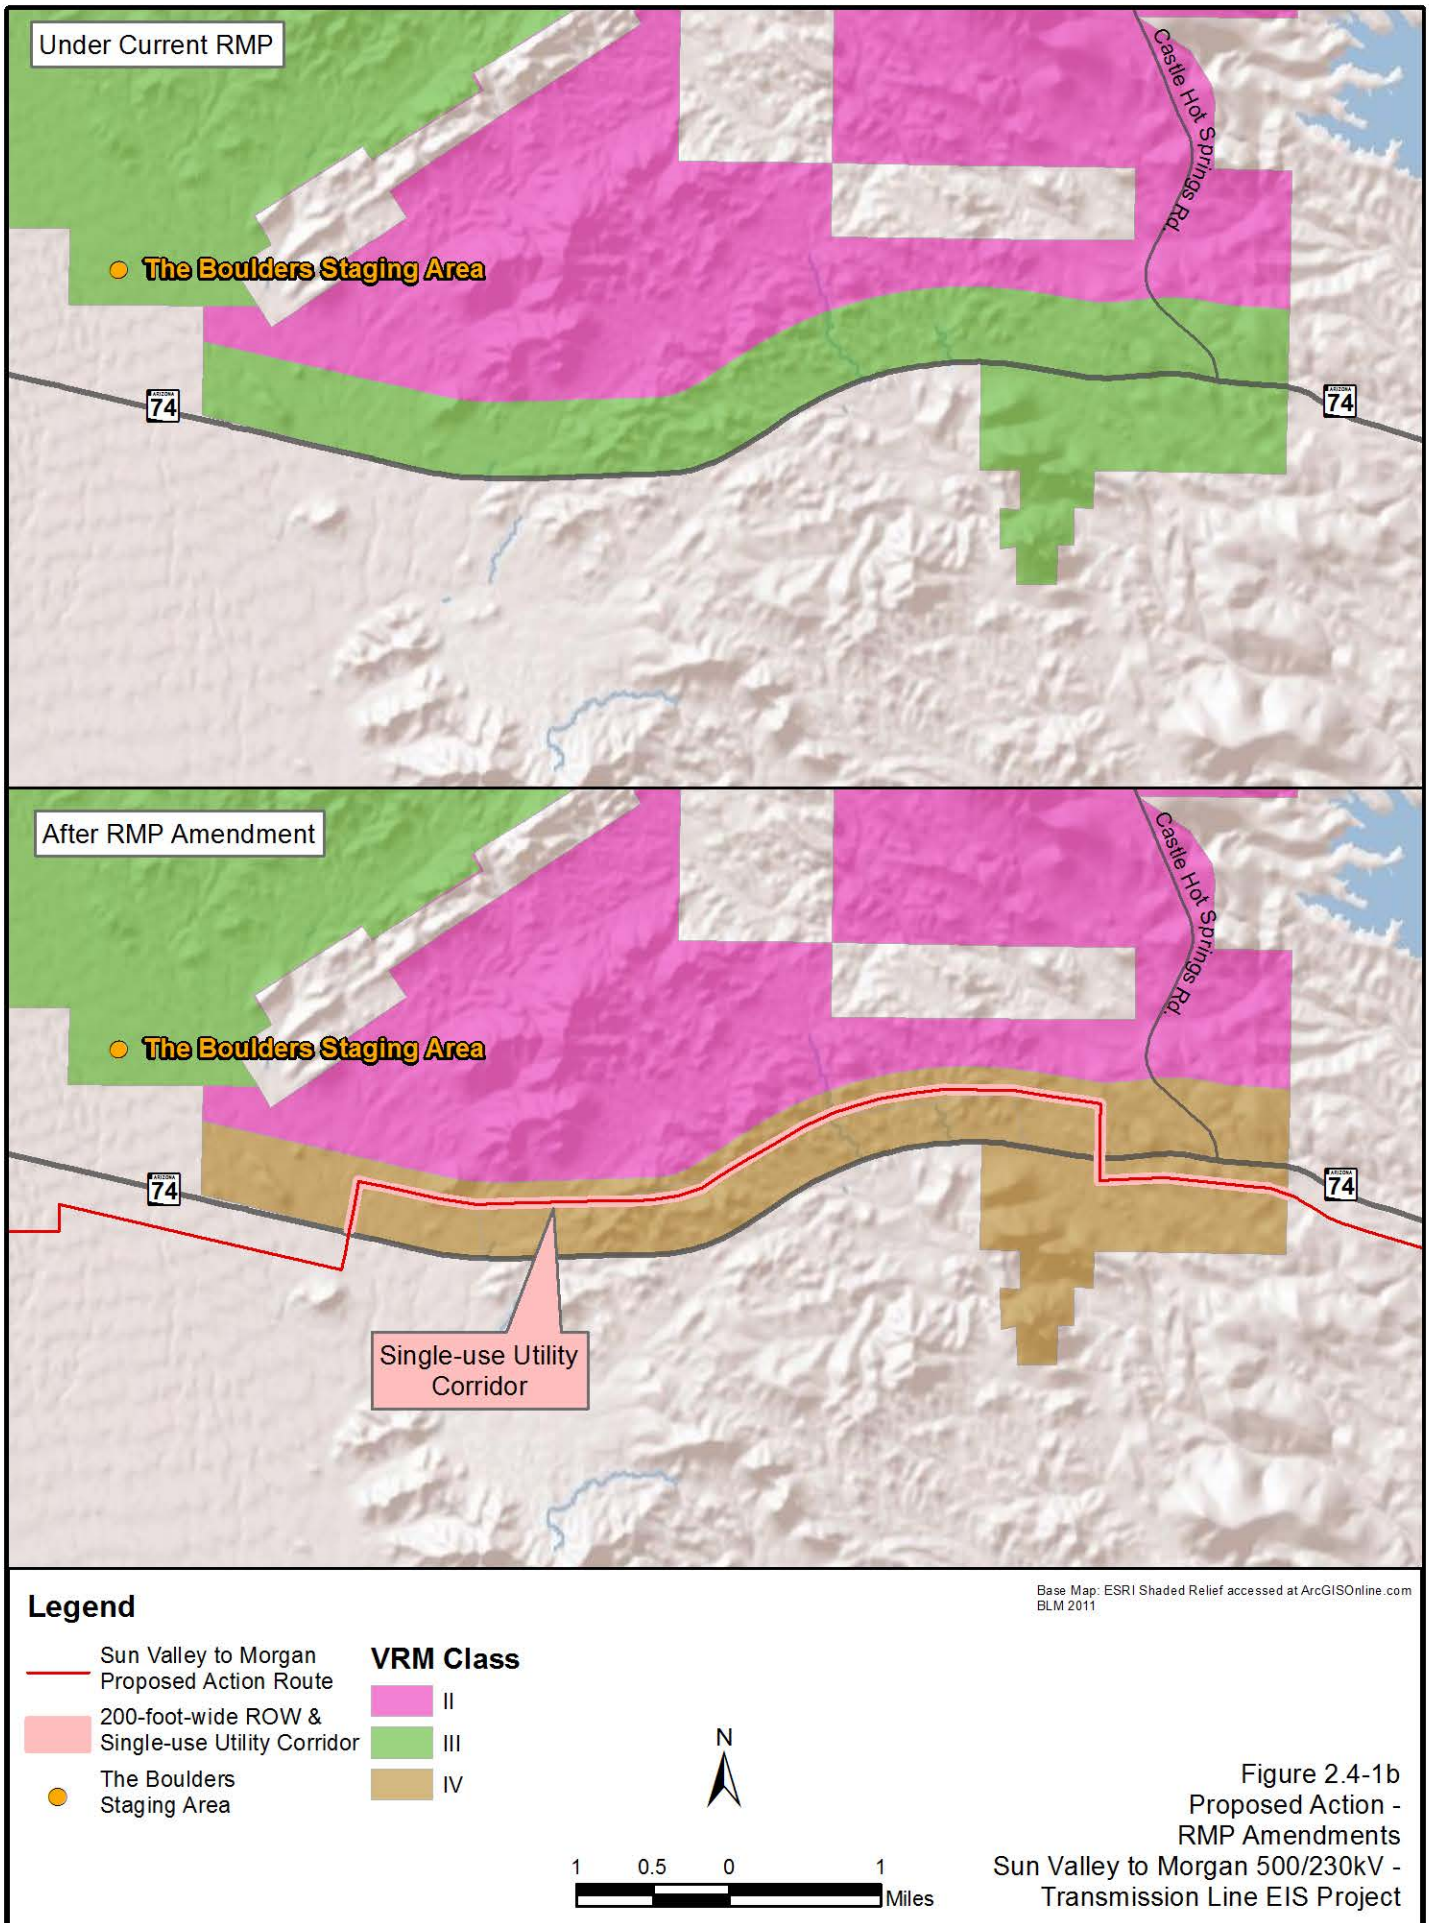 Under Current RMP
Castle Hot Springs Rd.
The Boulders Staging Area
ARIZONA
74
ARIZONA
74
After RMP Amendment
Castle Hot Springs Rd.
The Boulders Staging Area
ARIZONA
74
ARIZONA
74
Single-use Utility
Corridor
Legend
Base Map: ESRI Shaded Relief accessed at ArcGISOnline.com
BLM 2011
Sun Valley to Morgan
Proposed Action Route
200-foot-wide ROW &
Single-use Utility Corridor
The Boulders
Staging Area
VRM Class
II
III
IV
N
1 0.5 0 1
Miles
Figure 2.4-1b
Proposed Action -
RMP Amendments
Sun Valley to Morgan 500/230kV -
Transmission Line EIS Project